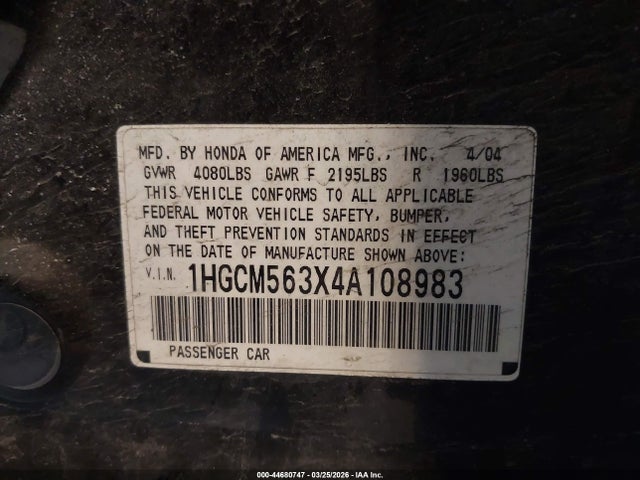 MFD. BY HONDA OF AMERICA MFG., INC. 4/04
GVWR 4080LBS GAWR F 2195LBS R 1960LBS
THIS VEHICLE CONFORMS TO ALL APPLICABLE
FEDERAL MOTOR VEHICLE SAFETY, BUMPER,
AND THEFT PREVENTION STANDARDS IN EFFECT
ON THE DATE OF MANUFACTURE SHOWN ABOVE:
V.I.N. 1HGCM563X4A108983
PASSENGER CAR
000-44680747 - 03/25/2026 - IAA Inc.